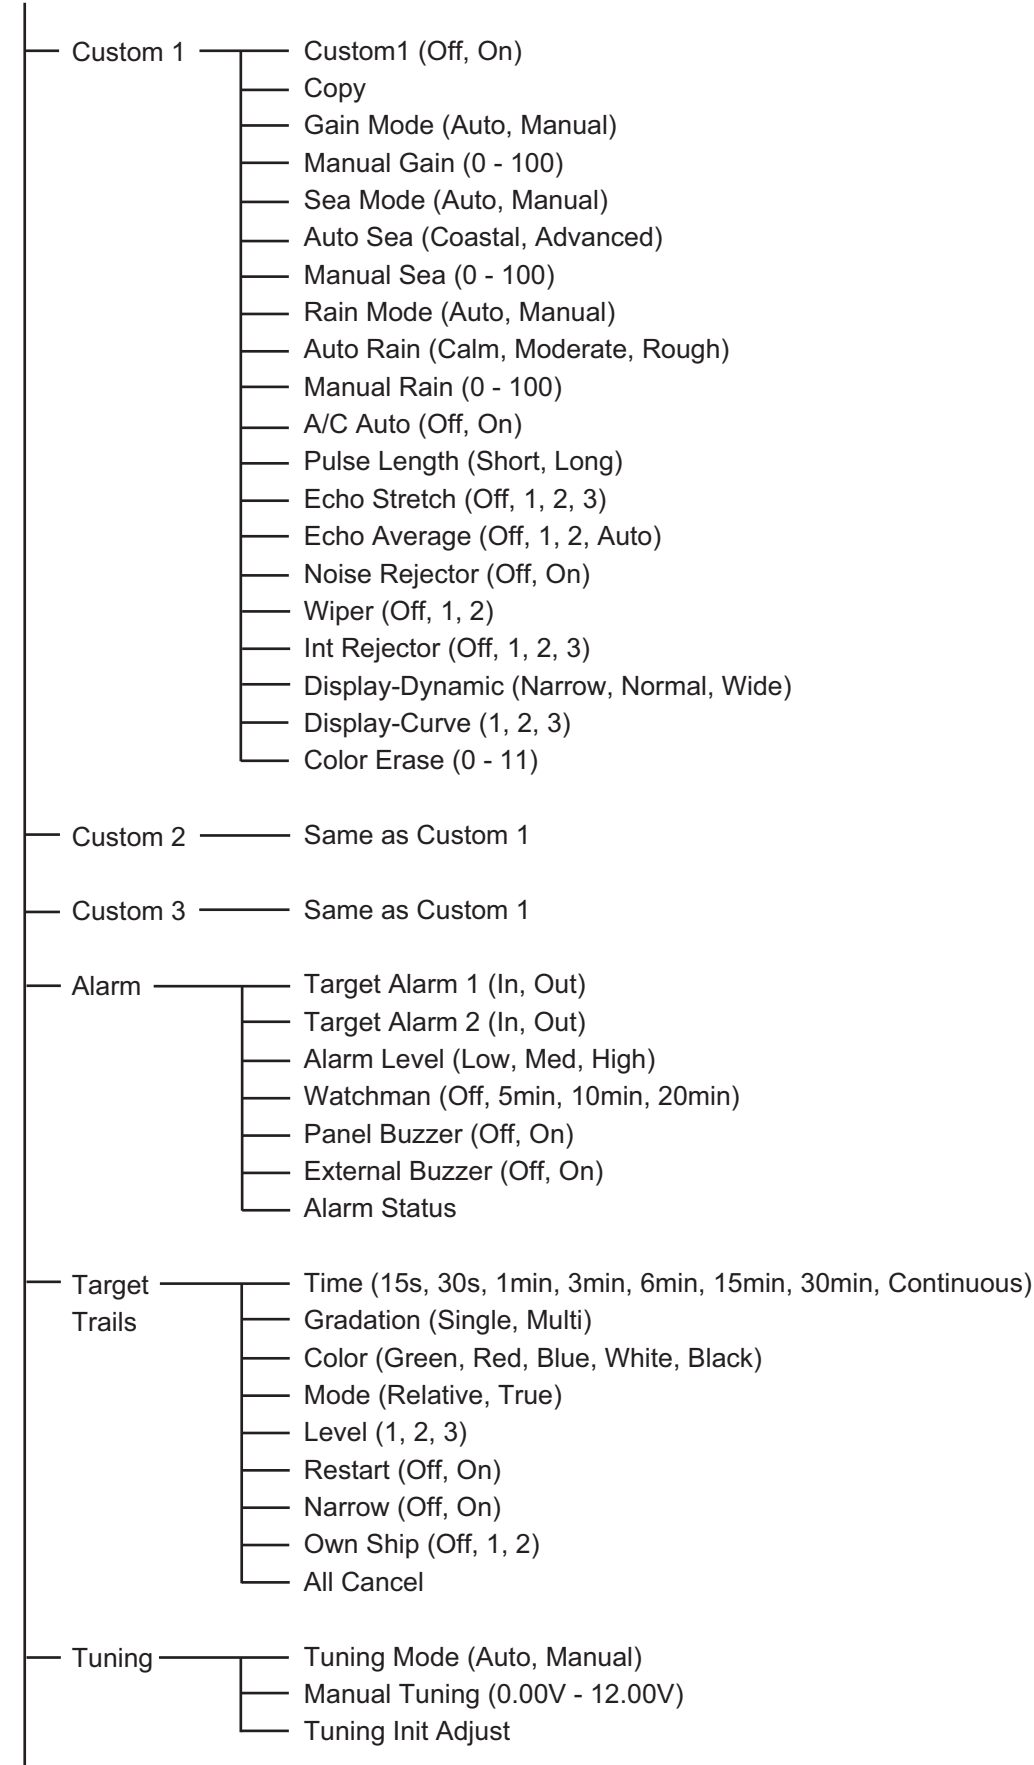 Custom 1
Custom1 (Off, On)
Copy
Gain Mode (Auto, Manual)
Manual Gain (0 - 100)
Sea Mode (Auto, Manual)
Auto Sea (Coastal, Advanced)
Manual Sea (0 - 100)
Rain Mode (Auto, Manual)
Auto Rain (Calm, Moderate, Rough)
Manual Rain (0 - 100)
A/C Auto (Off, On)
Pulse Length (Short, Long)
Echo Stretch (Off, 1, 2, 3)
Echo Average (Off, 1, 2, Auto)
Noise Rejector (Off, On)
Wiper (Off, 1, 2)
Int Rejector (Off, 1, 2, 3)
Display-Dynamic (Narrow, Normal, Wide)
Display-Curve (1, 2, 3)
Color Erase (0 - 11)
Custom 2
Same as Custom 1
Custom 3
Same as Custom 1
Alarm
Target Alarm 1 (In, Out)
Target Alarm 2 (In, Out)
Alarm Level (Low, Med, High)
Watchman (Off, 5min, 10min, 20min)
Panel Buzzer (Off, On)
External Buzzer (Off, On)
Alarm Status
Target
Trails
Time (15s, 30s, 1min, 3min, 6min, 15min, 30min, Continuous)
Gradation (Single, Multi)
Color (Green, Red, Blue, White, Black)
Mode (Relative, True)
Level (1, 2, 3)
Restart (Off, On)
Narrow (Off, On)
Own Ship (Off, 1, 2)
All Cancel
Tuning
Tuning Mode (Auto, Manual)
Manual Tuning (0.00V - 12.00V)
Tuning Init Adjust